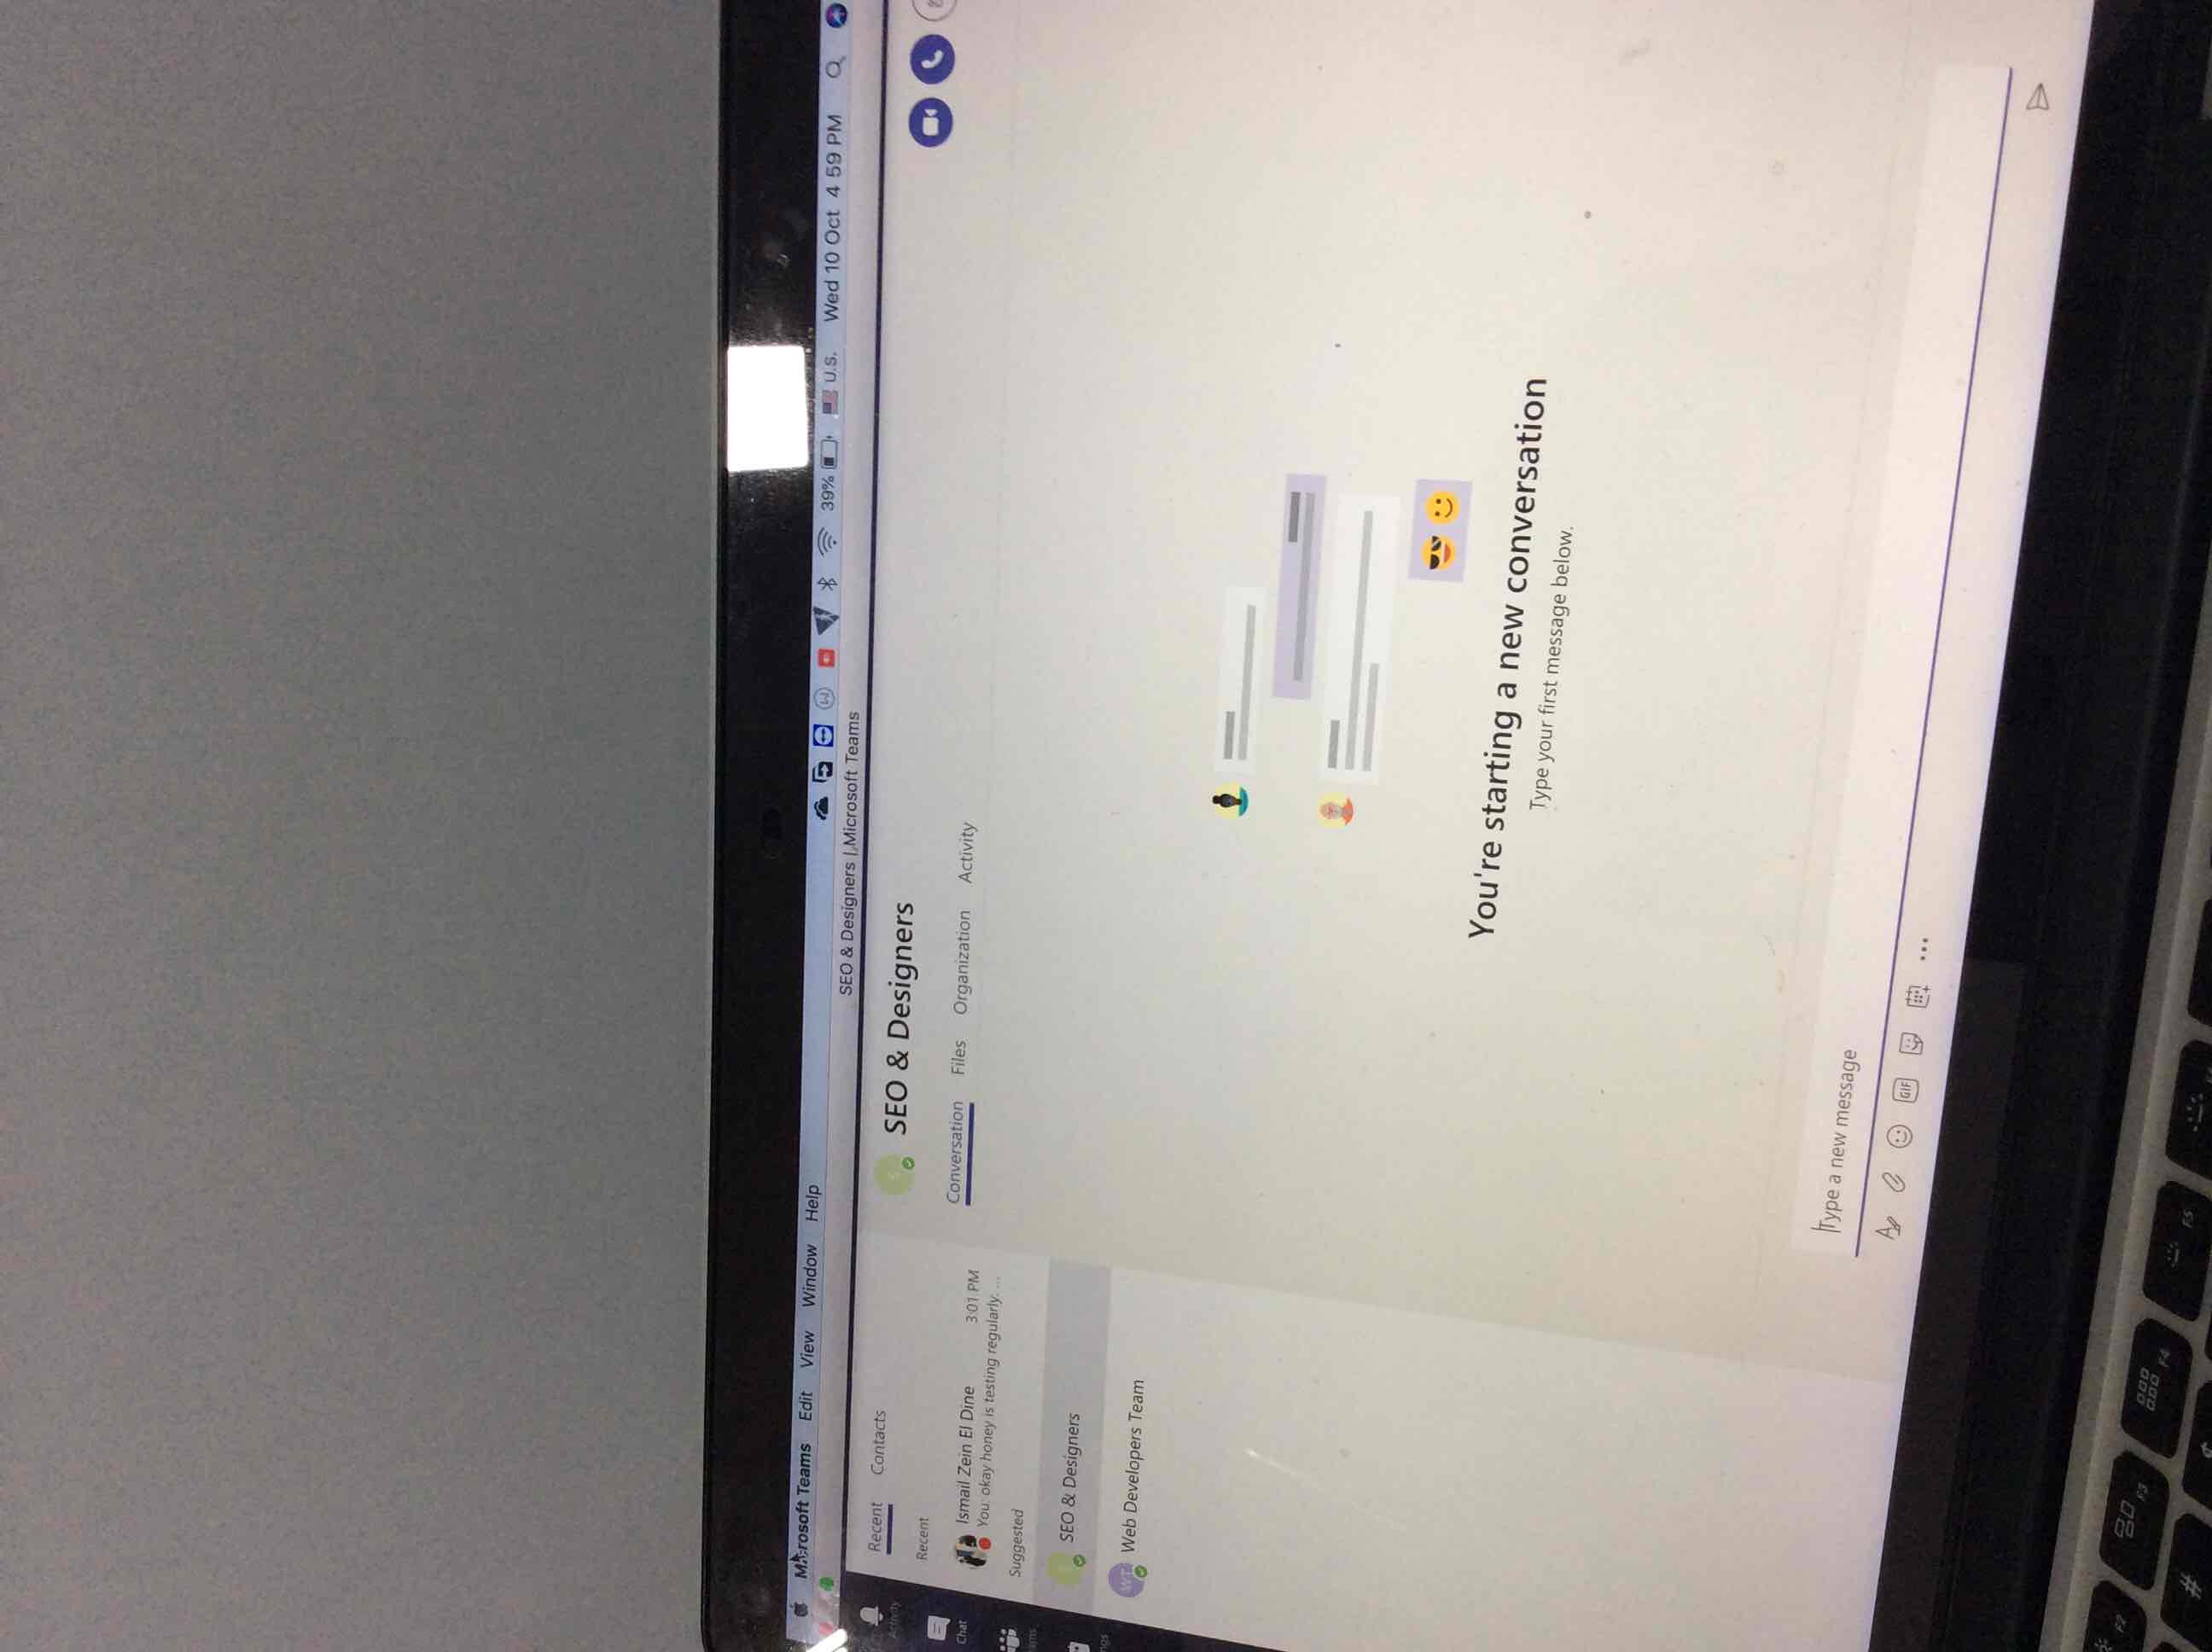 Microsoft Teams Edit View Window Help
39% U.S. Wed 10 Oct 4 59 PM
SEO & Designers | Microsoft Teams
Activity
Chat
Recent Contacts
Recent
Ismail Zein El Dine 3:01 PM
You: okay honey is testing regularly. ...
Suggested
SEO & Designers
WT Web Developers Team
SEO & Designers
Conversation Files Organization Activity
You're starting a new conversation
Type your first message below.
Type a new message
GIF
F2 F3 F4 F5
#